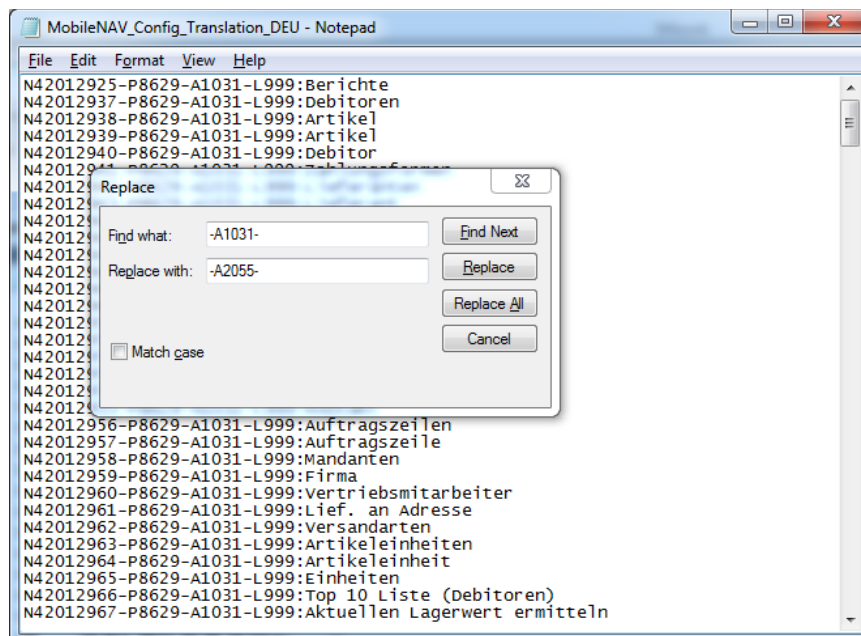 MobileNAV_Config_Translation_DEU - Notepad
File Edit Format View Help
N42012925-P8629-A1031-L999:Berichte
N42012937-P8629-A1031-L999:Debitoren
N42012938-P8629-A1031-L999:Artikel
N42012939-P8629-A1031-L999:Artikel
N42012940-P8629-A1031-L999:Debitor
Replace
Find what: -A1031- Find Next
Replace with: -A2055- Replace
Replace All
Cancel
Match case
N42012956-P8629-A1031-L999:Auftragszeilen
N42012957-P8629-A1031-L999:Auftragszeile
N42012958-P8629-A1031-L999:Mandanten
N42012959-P8629-A1031-L999:Firma
N42012960-P8629-A1031-L999:Vertriebsmitarbeiter
N42012961-P8629-A1031-L999:Lief. an Adresse
N42012962-P8629-A1031-L999:Versandarten
N42012963-P8629-A1031-L999:Artikeleinheiten
N42012964-P8629-A1031-L999:Artikeleinheit
N42012965-P8629-A1031-L999:Einheiten
N42012966-P8629-A1031-L999:Top 10 Liste (Debitoren)
N42012967-P8629-A1031-L999:Aktuellen Lagerwert ermitteln